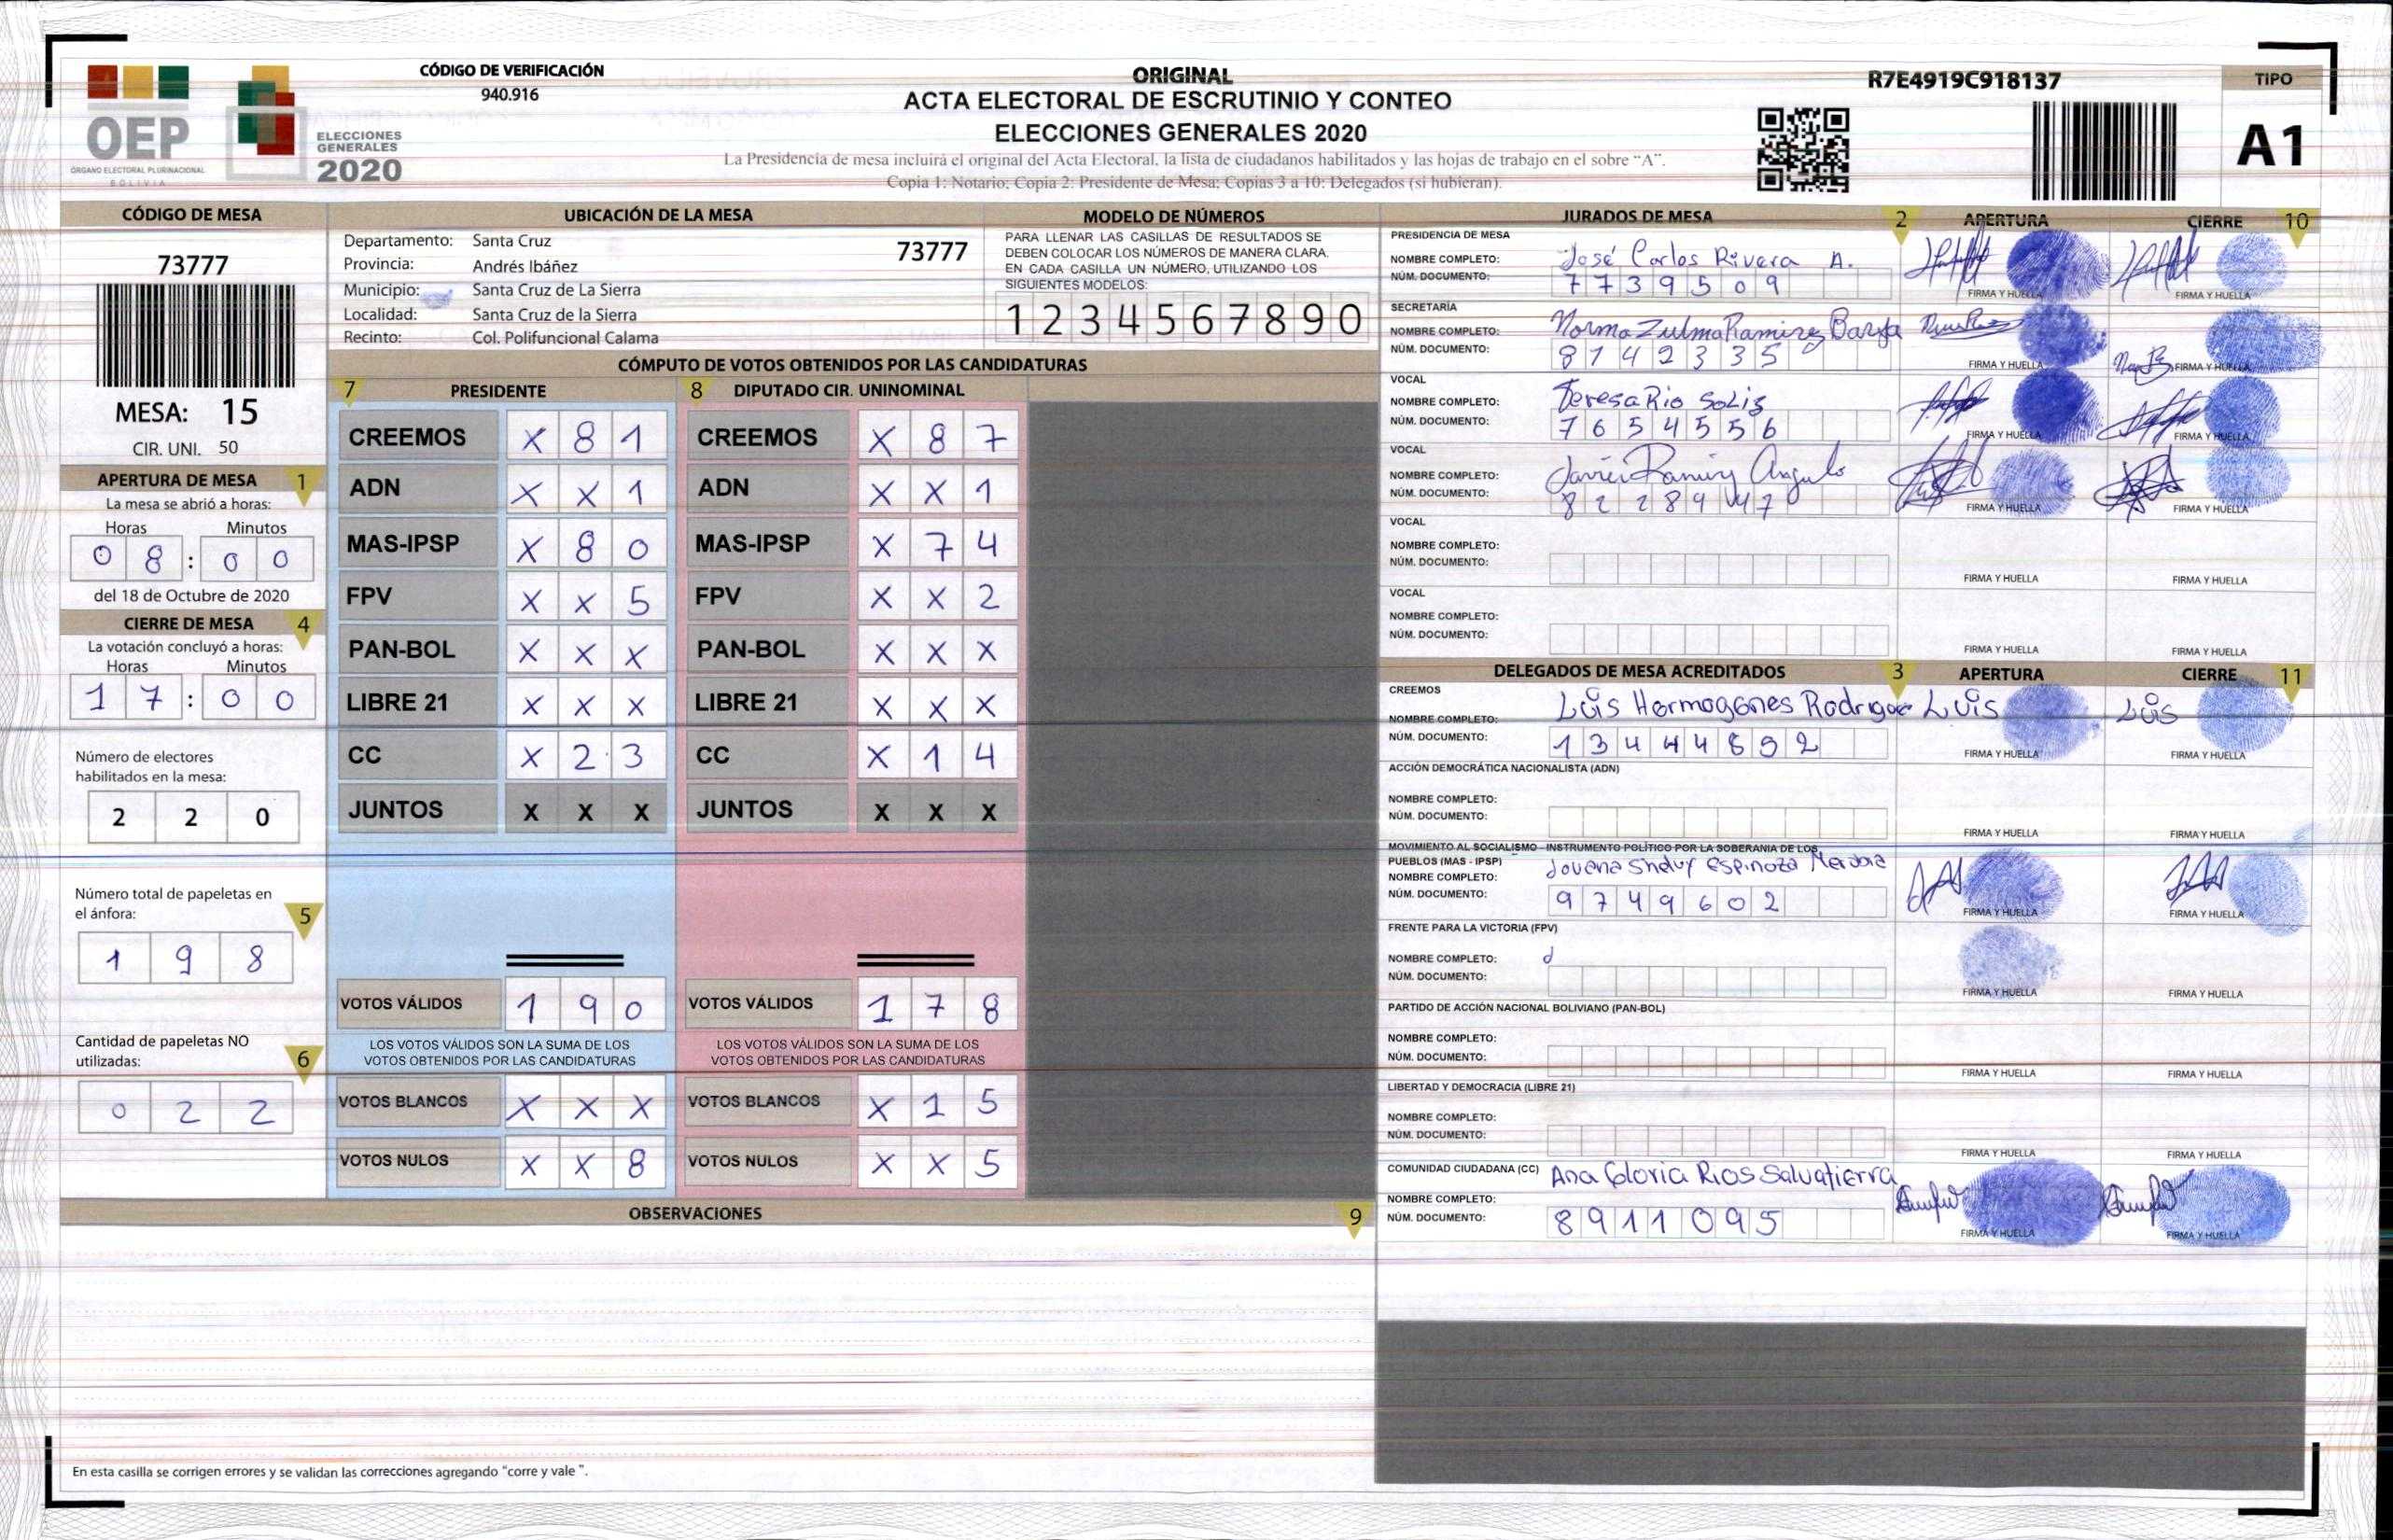 CÓDIGO DE VERIFICACIÓN
940.916
OEP
ÓRGANO ELECTORAL PLURINACIONAL
BOLIVIA
ELECCIONES
GENERALES
2020
ORIGINAL
ACTA ELECTORAL DE ESCRUTINIO Y CONTEO
ELECCIONES GENERALES 2020
La Presidencia de mesa incluirá el original del Acta Electoral, la lista de ciudadanos habilitados y las hojas de trabajo en el sobre “A”.
Copia 1: Notario; Copia 2: Presidente de Mesa; Copias 3 a 10: Delegados (si hubieran).
R7E4919C918137
TIPO
A1
CÓDIGO DE MESA
73777
MESA: 15
CIR. UNI. 50
APERTURA DE MESA 1
La mesa se abrió a horas:
Horas Minutos
0 8 : 0 0
del 18 de Octubre de 2020
CIERRE DE MESA 4
La votación concluyó a horas:
Horas Minutos
1 7 : 0 0
Número de electores
habilitados en la mesa:
2 2 0
Número total de papeletas en
el ánfora: 5
1 9 8
Cantidad de papeletas NO
utilizadas: 6
0 2 2
UBICACIÓN DE LA MESA
Departamento: Santa Cruz 73777
Provincia: Andrés Ibáñez
Municipio: Santa Cruz de La Sierra
Localidad: Santa Cruz de la Sierra
Recinto: Col. Polifuncional Calama
MODELO DE NÚMEROS
PARA LLENAR LAS CASILLAS DE RESULTADOS SE
DEBEN COLOCAR LOS NÚMEROS DE MANERA CLARA.
EN CADA CASILLA UN NÚMERO, UTILIZANDO LOS
SIGUIENTES MODELOS:
1 2 3 4 5 6 7 8 9 0
CÓMPUTO DE VOTOS OBTENIDOS POR LAS CANDIDATURAS
7 PRESIDENTE 8 DIPUTADO CIR. UNINOMINAL
CREEMOS X 8 1 CREEMOS X 8 7
ADN X X 1 ADN X X 1
MAS-IPSP X 8 0 MAS-IPSP X 7 4
FPV X X 5 FPV X X 2
PAN-BOL X X X PAN-BOL X X X
LIBRE 21 X X X LIBRE 21 X X X
CC X 2 3 CC X 1 4
JUNTOS X X X JUNTOS X X X
VOTOS VÁLIDOS 1 9 0 VOTOS VÁLIDOS 1 7 8
LOS VOTOS VÁLIDOS SON LA SUMA DE LOS LOS VOTOS VÁLIDOS SON LA SUMA DE LOS
VOTOS OBTENIDOS POR LAS CANDIDATURAS VOTOS OBTENIDOS POR LAS CANDIDATURAS
VOTOS BLANCOS X X X VOTOS BLANCOS X 1 5
VOTOS NULOS X X 8 VOTOS NULOS X X 5
OBSERVACIONES 9
En esta casilla se corrigen errores y se validan las correcciones agregando “corre y vale ”.
JURADOS DE MESA 2 APERTURA CIERRE 10
PRESIDENCIA DE MESA
NOMBRE COMPLETO: José Carlos Rivera A.
NÚM. DOCUMENTO: 7 7 3 9 5 0 9
FIRMA Y HUELLA FIRMA Y HUELLA
SECRETARÍA
NOMBRE COMPLETO: Norma Zulma Ramirez
NÚM. DOCUMENTO: 8 1 4 2 3 3 5
FIRMA Y HUELLA FIRMA Y HUELLA
VOCAL
NOMBRE COMPLETO: Teresa Rio Soliz
NÚM. DOCUMENTO: 7 6 5 4 5 5 6
FIRMA Y HUELLA FIRMA Y HUELLA
VOCAL
NOMBRE COMPLETO: Javier Ramirez Angulo
NÚM. DOCUMENTO: 8 2 2 8 9 4 7
FIRMA Y HUELLA FIRMA Y HUELLA
VOCAL
NOMBRE COMPLETO:
NÚM. DOCUMENTO:
FIRMA Y HUELLA FIRMA Y HUELLA
VOCAL
NOMBRE COMPLETO:
NÚM. DOCUMENTO:
FIRMA Y HUELLA FIRMA Y HUELLA
DELEGADOS DE MESA ACREDITADOS 3 APERTURA CIERRE 11
CREEMOS
NOMBRE COMPLETO: Luis Hermogenes Rodrigue Luis Luis
NÚM. DOCUMENTO: 1 3 4 4 4 8 9 2
FIRMA Y HUELLA FIRMA Y HUELLA
ACCIÓN DEMOCRÁTICA NACIONALISTA (ADN)
NOMBRE COMPLETO:
NÚM. DOCUMENTO:
FIRMA Y HUELLA FIRMA Y HUELLA
MOVIMIENTO AL SOCIALISMO - INSTRUMENTO POLÍTICO POR LA SOBERANIA DE LOS
PUEBLOS (MAS - IPSP)
NOMBRE COMPLETO: Jovana Shely Espinoza
NÚM. DOCUMENTO: 9 7 4 9 6 0 2
FIRMA Y HUELLA FIRMA Y HUELLA
FRENTE PARA LA VICTORIA (FPV)
NOMBRE COMPLETO: d
NÚM. DOCUMENTO:
FIRMA Y HUELLA FIRMA Y HUELLA
PARTIDO DE ACCIÓN NACIONAL BOLIVIANO (PAN-BOL)
NOMBRE COMPLETO:
NÚM. DOCUMENTO:
FIRMA Y HUELLA FIRMA Y HUELLA
LIBERTAD Y DEMOCRACIA (LIBRE 21)
NOMBRE COMPLETO:
NÚM. DOCUMENTO:
FIRMA Y HUELLA FIRMA Y HUELLA
COMUNIDAD CIUDADANA (CC) Ana Gloria Rios Salvatierra
NOMBRE COMPLETO:
NÚM. DOCUMENTO: 8 9 1 1 0 9 5
FIRMA Y HUELLA FIRMA Y HUELLA